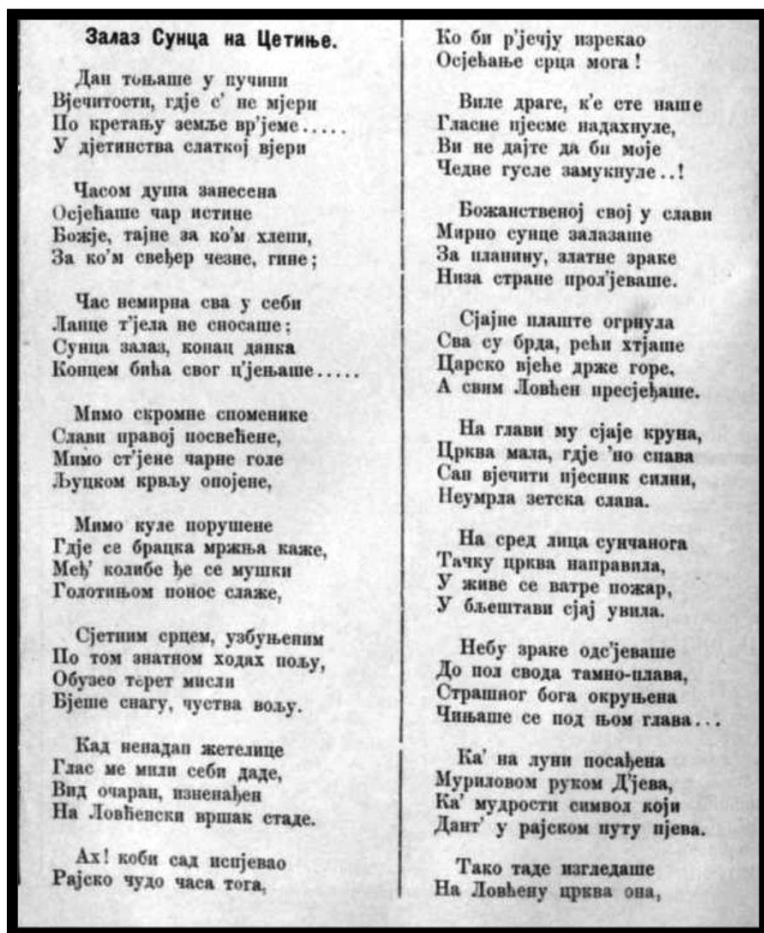 Залаз Сунца на Цетиње.
Дан тоњаше у пучини
Вјечитости, гдје с' не мјери
По кретању земље вр'јеме.....
У дјетинства слаткој вјери
Часом душа занесена
Осјећаше чар истине
Божје, тајне за ко'м хлепи,
За ко'м свеђер чезне, гине;
Час немирна сва у себи
Ланце т'јела не сносаше;
Сунца залаз, конац данка
Концем бића свог ц'јењаше.....
Мимо скромне споменике
Слави правој посвећене,
Мимо ст'јене чарне голе
Људском крвљу опојене,
Мимо куле порушене
Гдје се брацка мржња каже,
Међ' колибе ђе се мушки
Голотињом понос слаже,
Сјетним срцем, узбуњеним
По том знатном ходах пољу,
Обузео терет мисли
Бјеше снагу, чуства вољу.
Кад ненадан жетелице
Глас ме мили себи даде,
Вид очаран, изненађен
На Ловћенски вршак стаде.
Ах! коби сад испјевао
Рајско чудо часа тога,
Ко би р'јечју изрекао
Осјећање срца мога!
Виле драге, к'е сте наше
Гласне пјесме надахнуле,
Ви не дајте да би моје
Чедне гусле замукнуле..!
Божанственој свој у слави
Мирно сунце залазаше
За планину, златне зраке
Низа стране прол'јеваше.
Сјајне плаште огрнула
Сва су брда, рећи хтјаше
Царско вјеће држе горе,
А свим Ловћен пресјеђаше.
На глави му сјаје круна,
Црква мала, гдје 'но спава
Сан вјечити пјесник силни,
Неумрла зетска слава.
На сред лица сунчанога
Тачку црква направила,
У живе се ватре пожар,
У бљештави сјај увила.
Небу зраке одс'јеваше
До пол свода тамно-плава,
Страшног бога округњена
Чињаше се под њом глава...
Ка' на луни посађена
Муриловом руком Д'јева,
Ка' мудрости симвoл који
Дант' у рајском путу пјева.
Тако таде изгледаше
На Ловћену црква она,